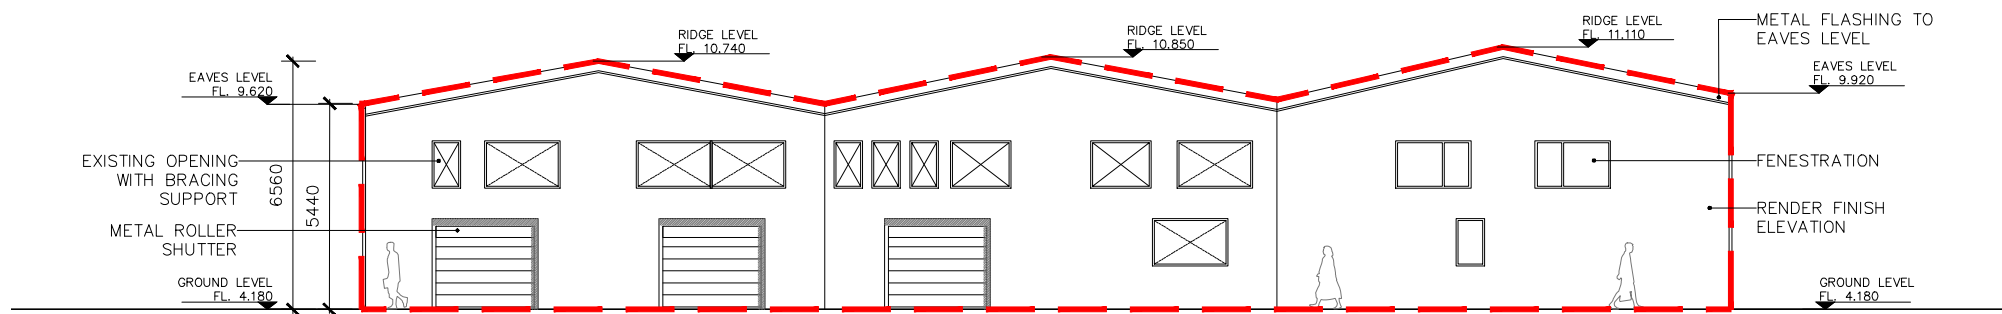 RIDGE LEVEL
FL. 10.740
RIDGE LEVEL
FL. 10.850
RIDGE LEVEL
FL. 11.110
METAL FLASHING TO
EAVES LEVEL
EAVES LEVEL
FL. 9.620
EAVES LEVEL
FL. 9.920
EXISTING OPENING
WITH BRACING
SUPPORT
6560
5440
FENESTRATION
METAL ROLLER
SHUTTER
RENDER FINISH
ELEVATION
GROUND LEVEL
FL. 4.180
GROUND LEVEL
FL. 4.180